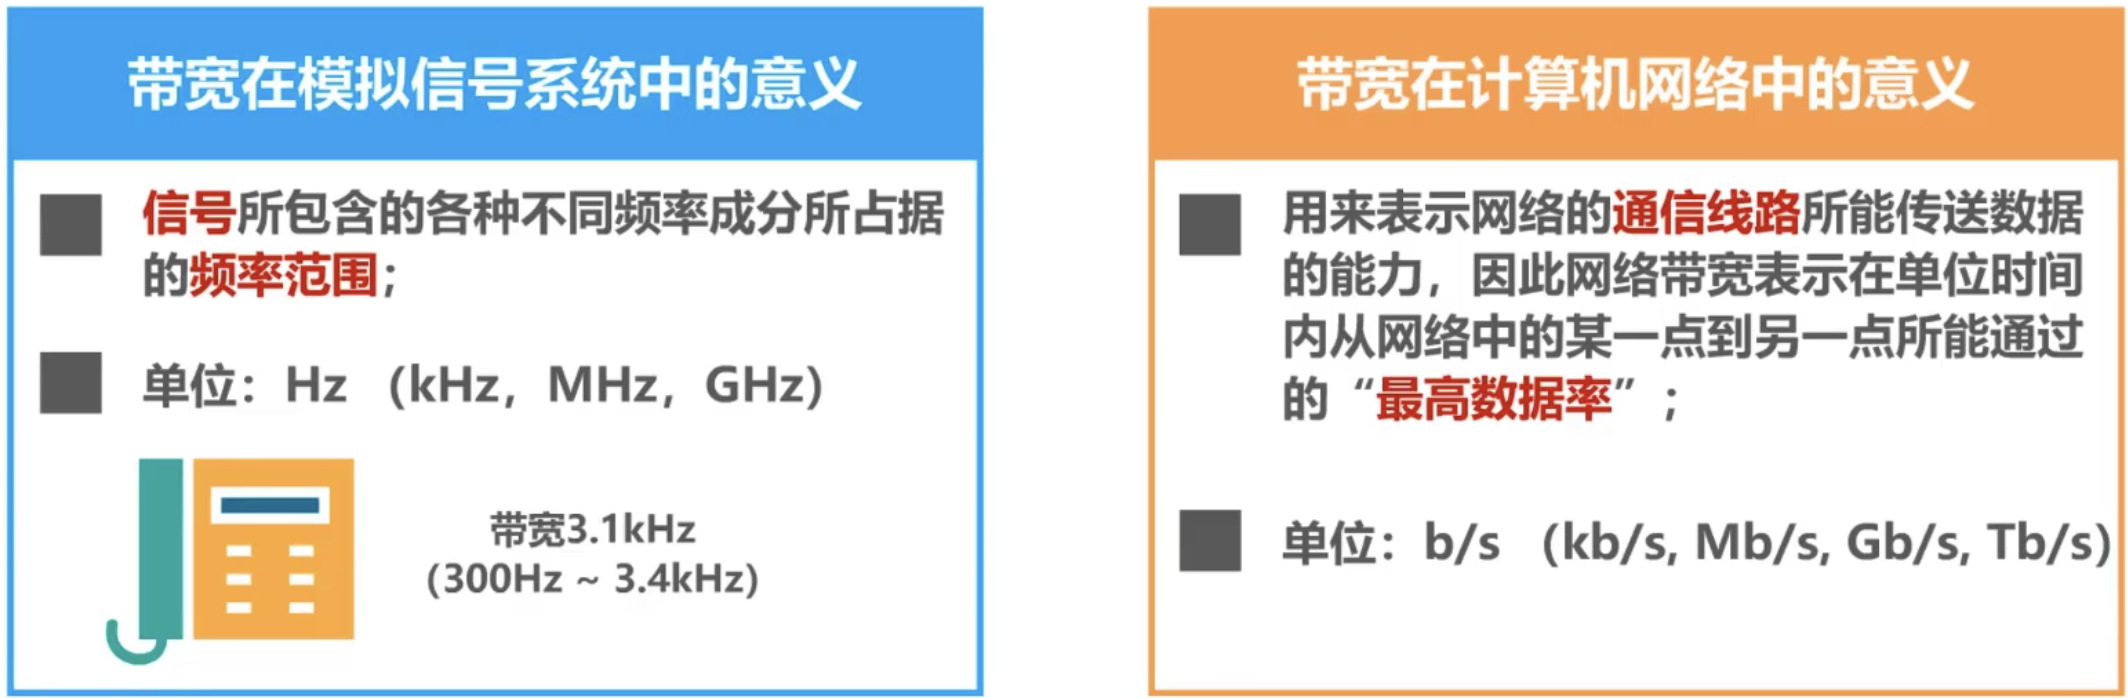 带宽在模拟信号系统中的意义
信号所包含的各种不同频率成分所占据
的频率范围；
单位：Hz （kHz，MHz，GHz）
带宽3.1kHz
（300Hz ~ 3.4kHz）
带宽在计算机网络中的意义
用来表示网络的通信线路所能传送数据
的能力，因此网络带宽表示在单位时间
内从网络中的某一点到另一点所能通过
的“最高数据率”；
单位：b/s （kb/s, Mb/s, Gb/s, Tb/s）